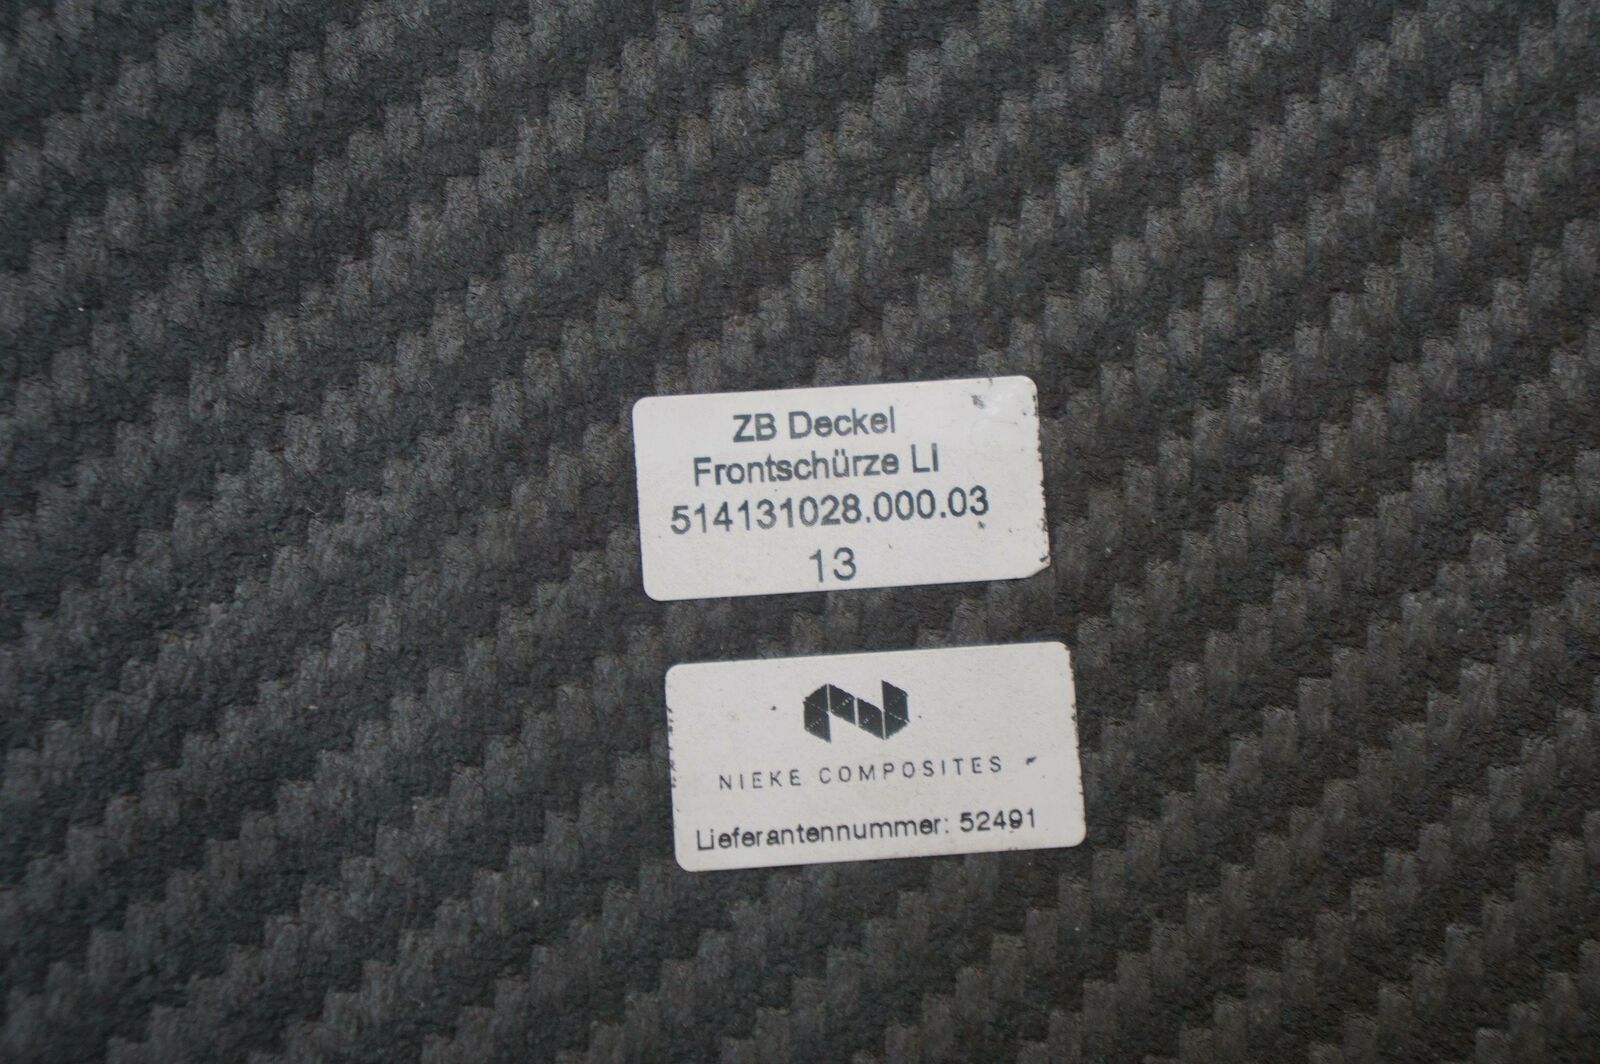 ZB Deckel
Frontschürze LI
514131028.000.03
13
NIEKE COMPOSITES
Lieferantennummer: 52491